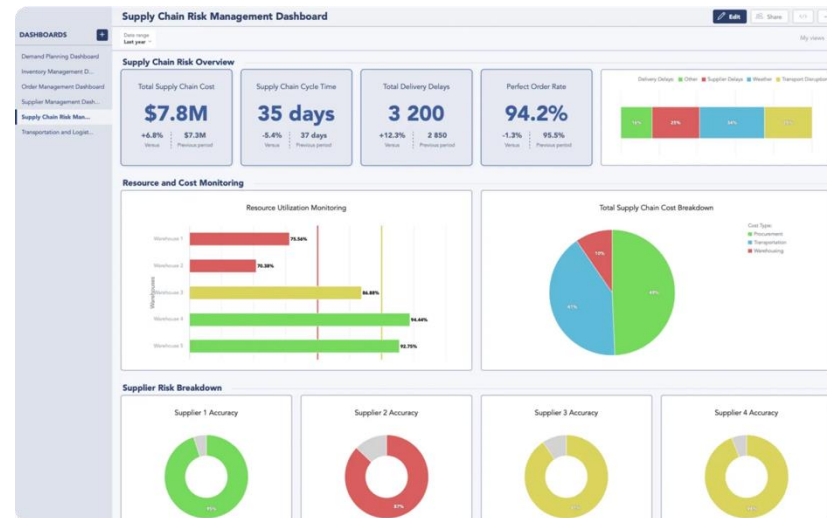 Supply Chain Risk Management Dashboard
Edit
Share
DASHBOARDS
Date range
Last year
My views
Demand Planning Dashboard
Inventory Management D...
Order Management Dashboard
Supplier Management Dash...
Supply Chain Risk Man...
Transportation and Logist...
Supply Chain Risk Overview
Total Supply Chain Cost
$7.8M
+6.8% $7.3M
Versus Previous period
Supply Chain Cycle Time
35 days
-5.4% 37 days
Versus Previous period
Total Delivery Delays
3 200
+12.3% 2 850
Versus Previous period
Perfect Order Rate
94.2%
-1.3% 95.5%
Versus Previous period
Delivery Delays Other Supplier Delays Weather Transport Disruption
Resource and Cost Monitoring
Resource Utilization Monitoring
Warehouses
Warehouse 1 75.56%
Warehouse 2 70.28%
Warehouse 3 86.88%
Warehouse 4 94.44%
Warehouse 5 92.75%
Total Supply Chain Cost Breakdown
Cost Type:
Procurement
Transportation
Warehousing
10%
41%
49%
Supplier Risk Breakdown
Supplier 1 Accuracy
Supplier 2 Accuracy
87%
Supplier 3 Accuracy
Supplier 4 Accuracy